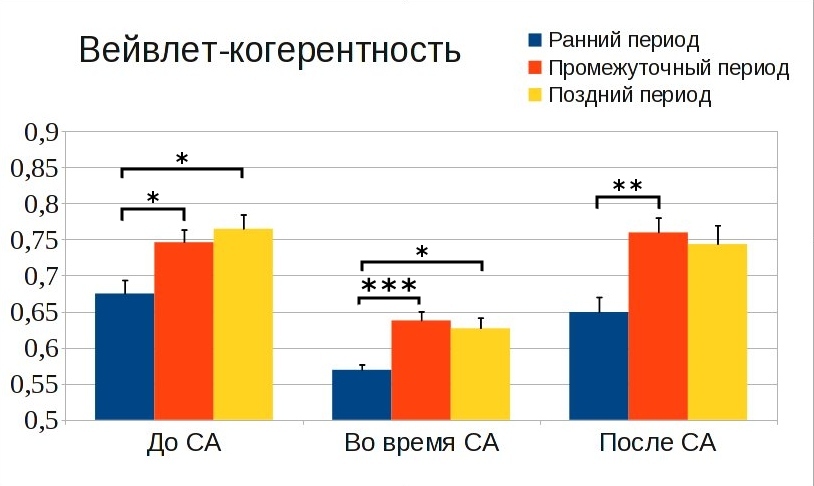 Вейвлет-когерентность
Ранний период
Промежуточный период
Поздний период
0,9
0,85
0,8
0,75
0,7
0,65
0,6
0,55
0,5
*
*
*
***
**
До СА
Во время СА
После СА